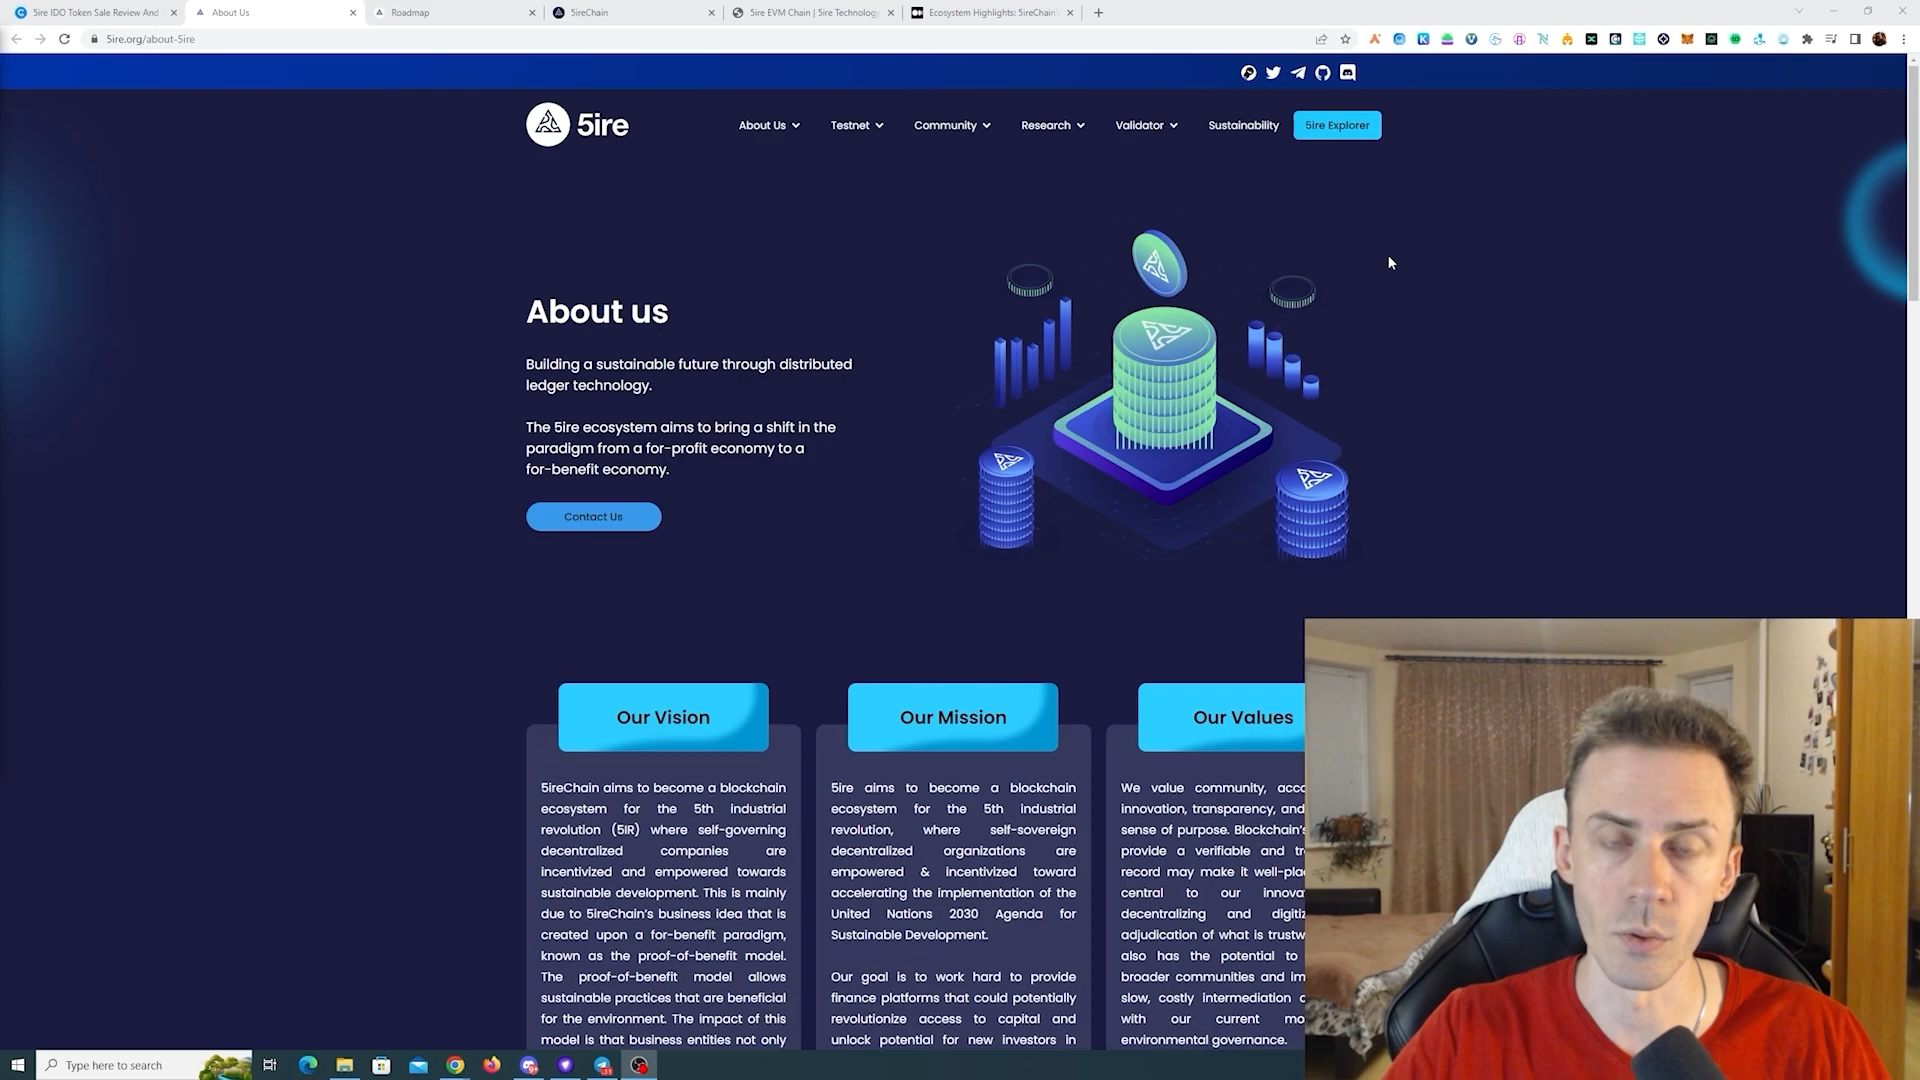 5ire IDO Token Sale Review And
About Us
Roadmap
5ireChain
5ire EVM Chain | 5ire Technology
Ecosystem Highlights: 5ireChain'
5ire.org/about-5ire
5ire
About Us
Testnet
Community
Research
Validator
Sustainability
5ire Explorer
About us
Building a sustainable future through distributed
ledger technology.
The 5ire ecosystem aims to bring a shift in the
paradigm from a for-profit economy to a
for-benefit economy.
Contact Us
Our Vision
5ireChain aims to become a blockchain
ecosystem for the 5th industrial
revolution (5IR) where self-governing
decentralized companies are
incentivized and empowered towards
sustainable development. This is mainly
due to 5ireChain's business idea that is
created upon a for-benefit paradigm,
known as the proof-of-benefit model.
The proof-of-benefit model allows
sustainable practices that are beneficial
for the environment. The impact of this
model is that business entities not only
Our Mission
5ire aims to become a blockchain
ecosystem for the 5th industrial
revolution, where self-sovereign
decentralized organizations are
empowered & incentivized toward
accelerating the implementation of the
United Nations 2030 Agenda for
Sustainable Development.
Our goal is to work hard to provide
finance platforms that could potentially
revolutionize access to capital and
unlock potential for new investors in
Our Values
We value community, acc
innovation, transparency, and
sense of purpose. Blockchain's
provide a verifiable and tr
record may make it well-pla
central to our innova
decentralizing and digitiz
adjudication of what is trustw
also has the potential to
broader communities and im
slow, costly intermediation
with our current mo
environmental governance.
Type here to search